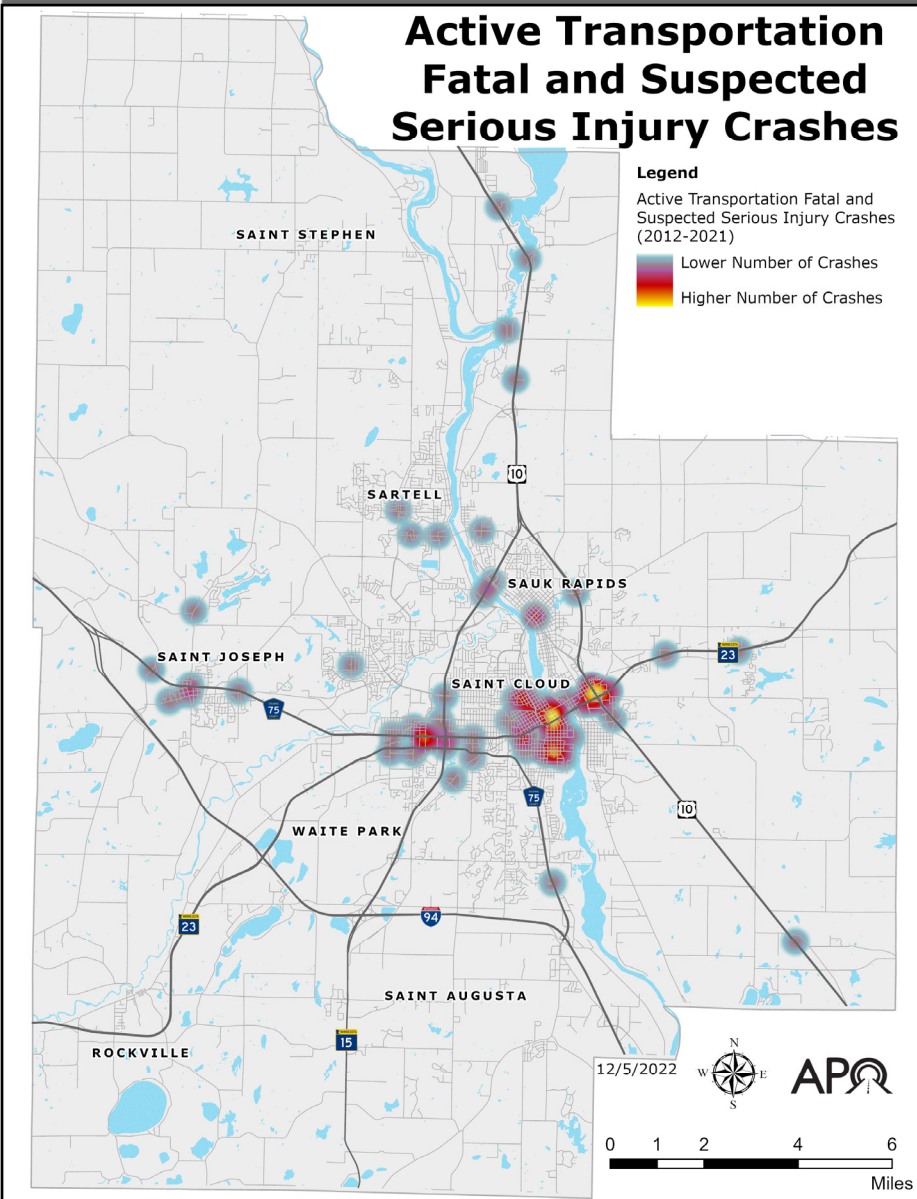 Active Transportation
Fatal and Suspected
Serious Injury Crashes
Legend
Active Transportation Fatal and
Suspected Serious Injury Crashes
(2012-2021)
Lower Number of Crashes
Higher Number of Crashes
SAINT STEPHEN
10
SARTELL
SAUK RAPIDS
SAINT JOSEPH
23
SAINT CLOUD
75
75
10
WAITE PARK
94
23
SAINT AUGUSTA
15
ROCKVILLE
12/5/2022
N
W
E
S
APO
0 1 2 4 6
Miles